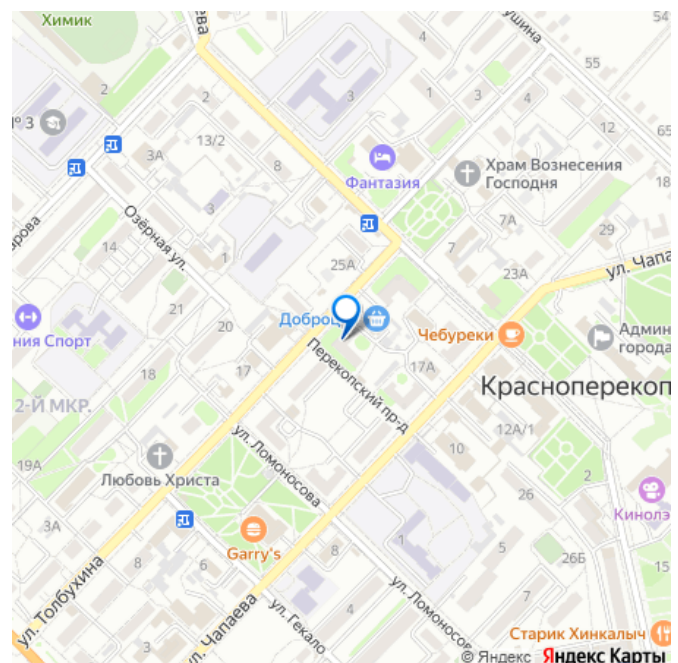 Химик
ева
ушина
4
55
2
2
3
1
3
4
№ 3
13/2
12
65
3А
8
Фантазия
Храм Вознесения
Господня
18
арова
Озёрная ул.
3
7А
29
14
1
7
25А
23А
ул. Чапа
21
Доброц
20
Чебуреки
Админ
города
ния Спорт
Перекопский пр-д
17А
17
18
Красноперекоп
2-Й МКР.
ул. Ломоносова
12А/1
10
19А
Любовь Христа
2
26
Кинолэ
3А
Garry's
8
1
5
26Б
8
6
15
7
ул. Толбухина
ул. Чапаева
ул. Гекало
ул. Ломоносов
Старик Хинкалыч
© Яндекс Яндекс Карты